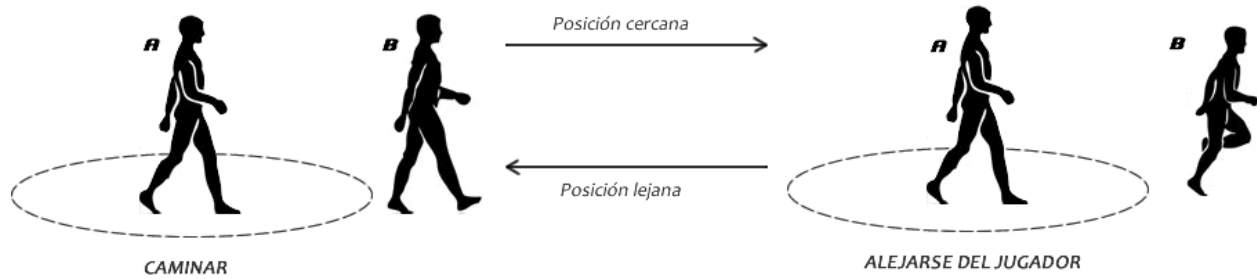 A
B
Posición cercana
A
B
Posición lejana
CAMINAR
ALEJARSE DEL JUGADOR